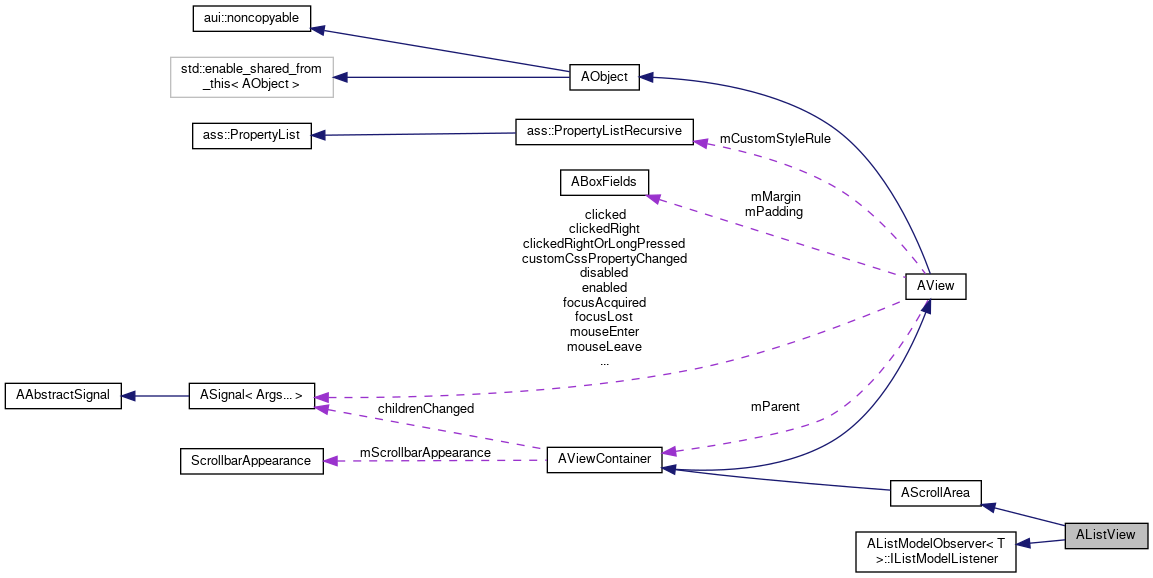 aui::noncopyable
std::enable_shared_from
_this< AObject >
AObject
ass::PropertyList
ass::PropertyListRecursive
mCustomStyleRule
ABoxFields
mMargin
mPadding
clicked
clickedRight
clickedRightOrLongPressed
customCssPropertyChanged
disabled
enabled
focusAcquired
focusLost
mouseEnter
mouseLeave
...
AView
AAbstractSignal
ASignal< Args... >
childrenChanged
mParent
ScrollbarAppearance
mScrollbarAppearance
AViewContainer
AScrollArea
AListView
AListModelObserver< T
>::IListModelListener